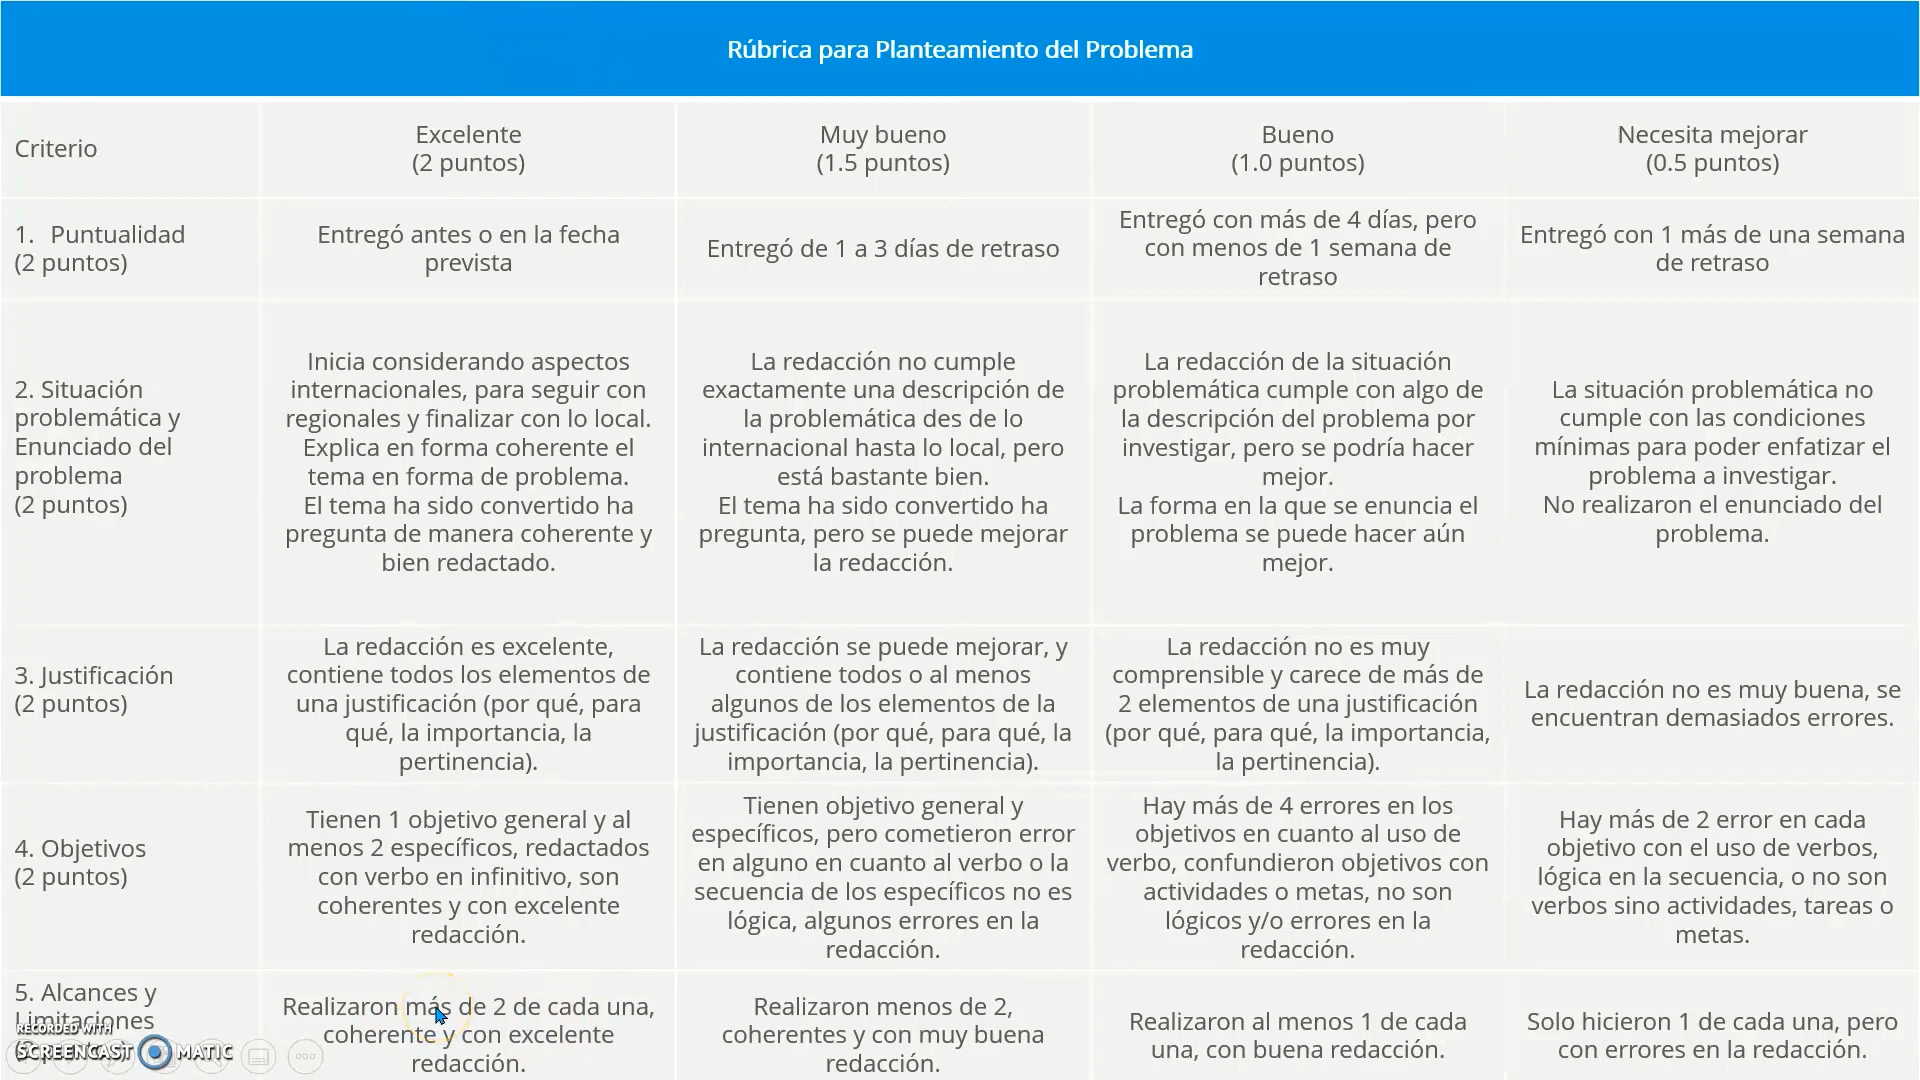 Rúbrica para Planteamiento del Problema
Criterio
Excelente
(2 puntos)
Muy bueno
(1.5 puntos)
Bueno
(1.0 puntos)
Necesita mejorar
(0.5 puntos)
1. Puntualidad
(2 puntos)
Entregó antes o en la fecha
prevista
Entregó de 1 a 3 días de retraso
Entregó con más de 4 días, pero
con menos de 1 semana de
retraso
Entregó con 1 más de una semana
de retraso
2. Situación
problemática y
Enunciado del
problema
(2 puntos)
Inicia considerando aspectos
internacionales, para seguir con
regionales y finalizar con lo local.
Explica en forma coherente el
tema en forma de problema.
El tema ha sido convertido ha
pregunta de manera coherente y
bien redactado.
La redacción no cumple
exactamente una descripción de
la problemática des de lo
internacional hasta lo local, pero
está bastante bien.
El tema ha sido convertido ha
pregunta, pero se puede mejorar
la redacción.
La redacción de la situación
problemática cumple con algo de
la descripción del problema por
investigar, pero se podría hacer
mejor.
La forma en la que se enuncia el
problema se puede hacer aún
mejor.
La situación problemática no
cumple con las condiciones
mínimas para poder enfatizar el
problema a investigar.
No realizaron el enunciado del
problema.
3. Justificación
(2 puntos)
La redacción es excelente,
contiene todos los elementos de
una justificación (por qué, para
qué, la importancia, la
pertinencia).
La redacción se puede mejorar, y
contiene todos o al menos
algunos de los elementos de la
justificación (por qué, para qué, la
importancia, la pertinencia).
La redacción no es muy
comprensible y carece de más de
2 elementos de una justificación
(por qué, para qué, la importancia,
la pertinencia).
La redacción no es muy buena, se
encuentran demasiados errores.
4. Objetivos
(2 puntos)
Tienen 1 objetivo general y al
menos 2 específicos, redactados
con verbo en infinitivo, son
coherentes y con excelente
redacción.
Tienen objetivo general y
específicos, pero cometieron error
en alguno en cuanto al verbo o la
secuencia de los específicos no es
lógica, algunos errores en la
redacción.
Hay más de 4 errores en los
objetivos en cuanto al uso de
verbo, confundieron objetivos con
actividades o metas, no son
lógicos y/o errores en la
redacción.
Hay más de 2 error en cada
objetivo con el uso de verbos,
lógica en la secuencia, o no son
verbos sino actividades, tareas o
metas.
5. Alcances y
Limitaciones
Realizaron más de 2 de cada una,
coherente y con excelente
redacción.
Realizaron menos de 2,
coherentes y con muy buena
redacción.
Realizaron al menos 1 de cada
una, con buena redacción.
Solo hicieron 1 de cada una, pero
con errores en la redacción.
RECORDED WITH
SCREENCAST MATIC